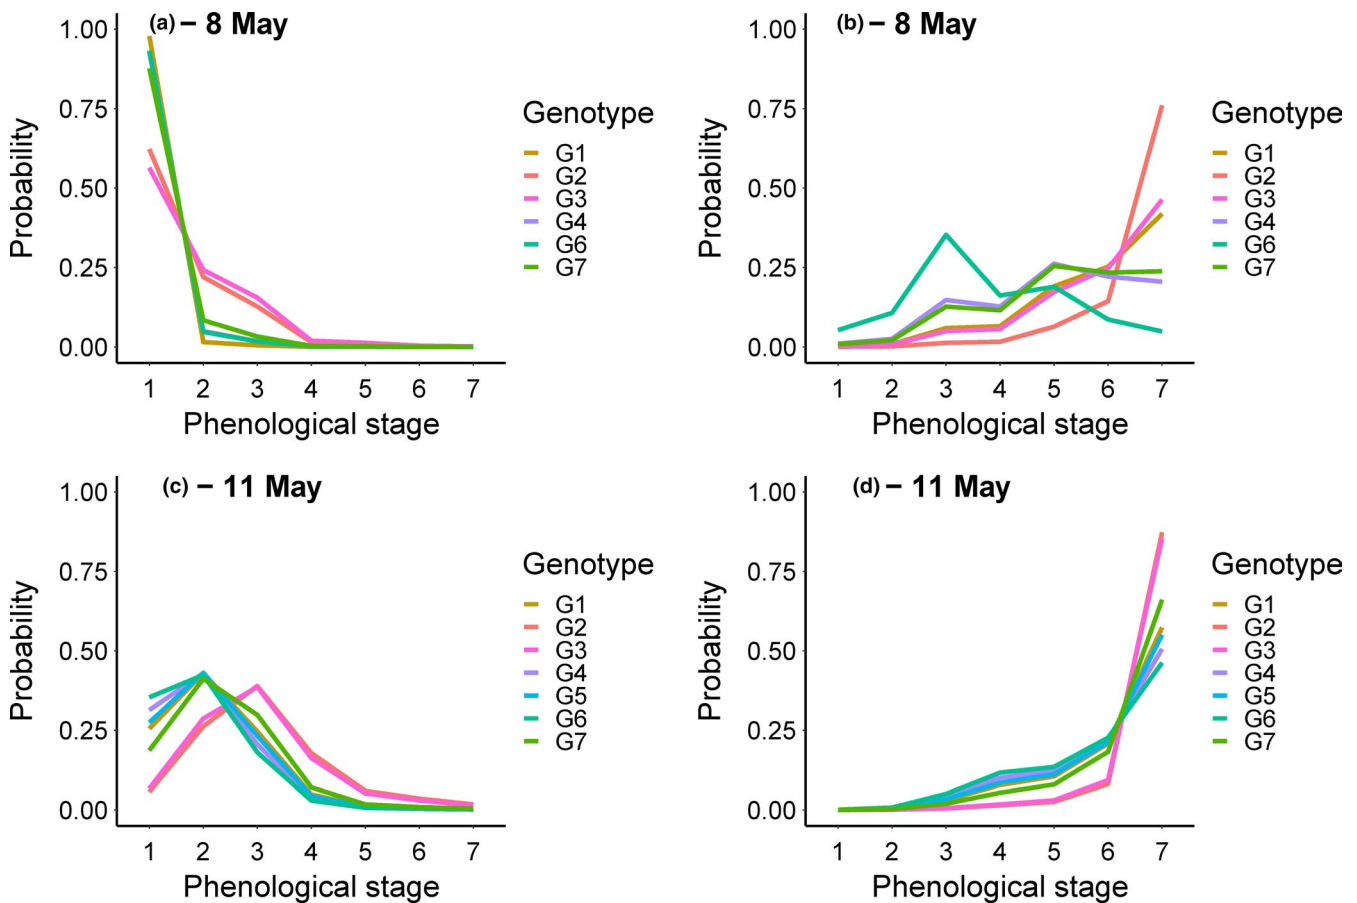 (a) – 8 May
1.00
0.75
0.50
0.25
0.00
Probability
1 2 3 4 5 6 7
Phenological stage
Genotype
G1
G2
G3
G4
G6
G7
(b) – 8 May
1.00
0.75
0.50
0.25
0.00
Probability
1 2 3 4 5 6 7
Phenological stage
Genotype
G1
G2
G3
G4
G6
G7
(c) – 11 May
1.00
0.75
0.50
0.25
0.00
Probability
1 2 3 4 5 6 7
Phenological stage
Genotype
G1
G2
G3
G4
G5
G6
G7
(d) – 11 May
1.00
0.75
0.50
0.25
0.00
Probability
1 2 3 4 5 6 7
Phenological stage
Genotype
G1
G2
G3
G4
G5
G6
G7